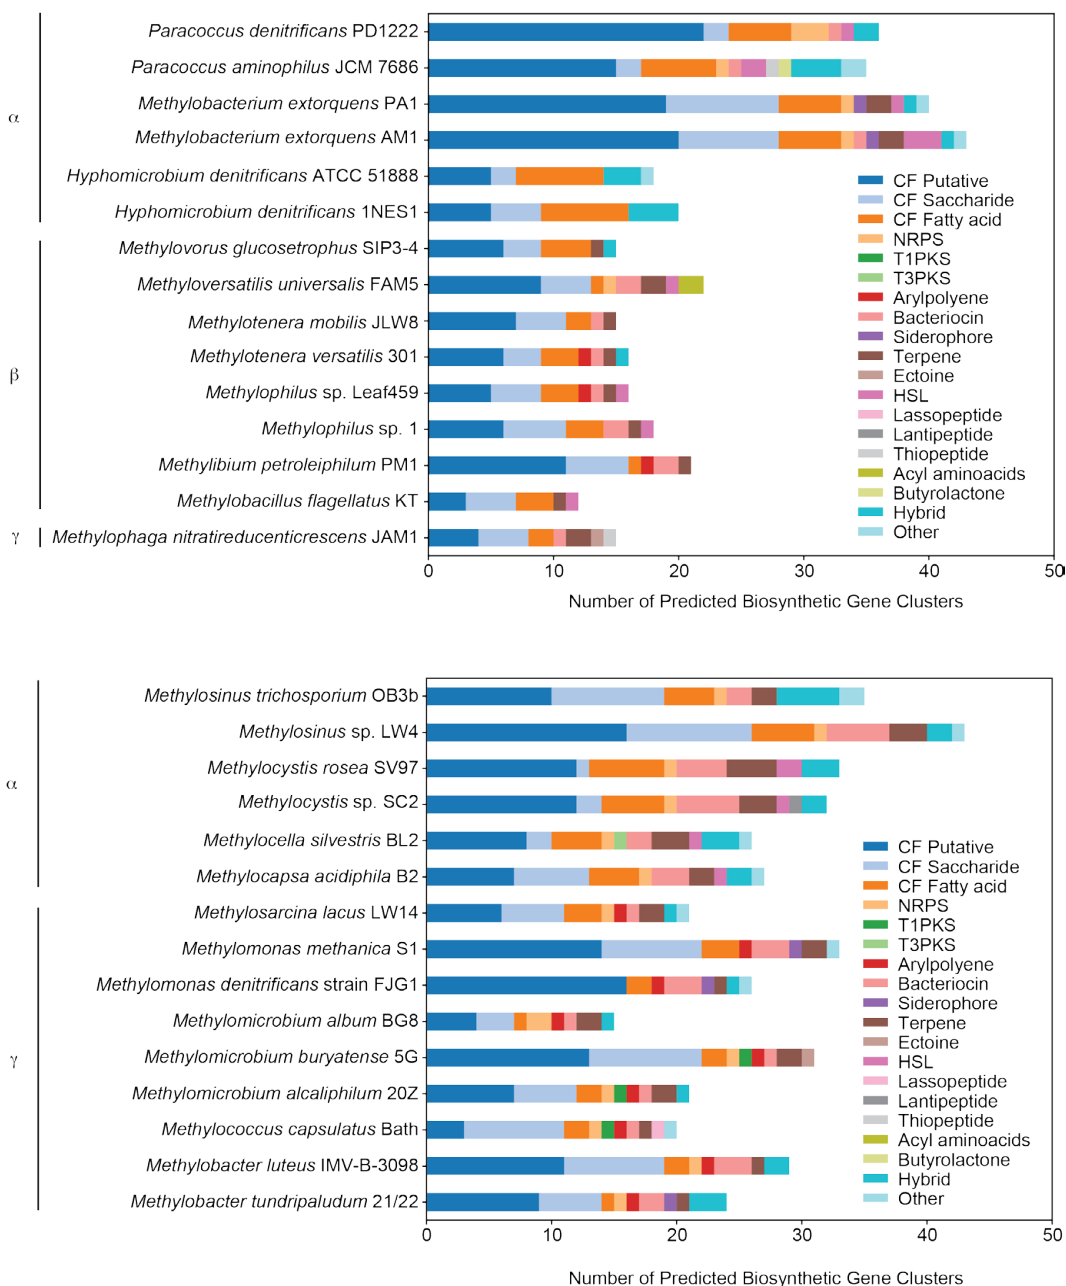 α
Paracoccus denitrificans PD1222
Paracoccus aminophilus JCM 7686
Methylobacterium extorquens PA1
Methylobacterium extorquens AM1
Hyphomicrobium denitrificans ATCC 51888
Hyphomicrobium denitrificans 1NES1
β
Methylovorus glucosetrophus SIP3-4
Methyloversatilis universalis FAM5
Methylotenera mobilis JLW8
Methylotenera versatilis 301
Methylophilus sp. Leaf459
Methylophilus sp. 1
Methylibium petroleiphilum PM1
Methylobacillus flagellatus KT
γ
Methylophaga nitratireducenticrescens JAM1
CF Putative
CF Saccharide
CF Fatty acid
NRPS
T1PKS
T3PKS
Arylpolyene
Bacteriocin
Siderophore
Terpene
Ectoine
HSL
Lassopeptide
Lantipeptide
Thiopeptide
Acyl aminoacids
Butyrolactone
Hybrid
Other
0 10 20 30 40 50
Number of Predicted Biosynthetic Gene Clusters
α
Methylosinus trichosporium OB3b
Methylosinus sp. LW4
Methylocystis rosea SV97
Methylocystis sp. SC2
Methylocella silvestris BL2
Methylocapsa acidiphila B2
γ
Methylosarcina lacus LW14
Methylomonas methanica S1
Methylomonas denitrificans strain FJG1
Methylomicrobium album BG8
Methylomicrobium buryatense 5G
Methylomicrobium alcaliphilum 20Z
Methylococcus capsulatus Bath
Methylobacter luteus IMV-B-3098
Methylobacter tundripaludum 21/22
CF Putative
CF Saccharide
CF Fatty acid
NRPS
T1PKS
T3PKS
Arylpolyene
Bacteriocin
Siderophore
Terpene
Ectoine
HSL
Lassopeptide
Lantipeptide
Thiopeptide
Acyl aminoacids
Butyrolactone
Hybrid
Other
0 10 20 30 40 50
Number of Predicted Biosynthetic Gene Clusters